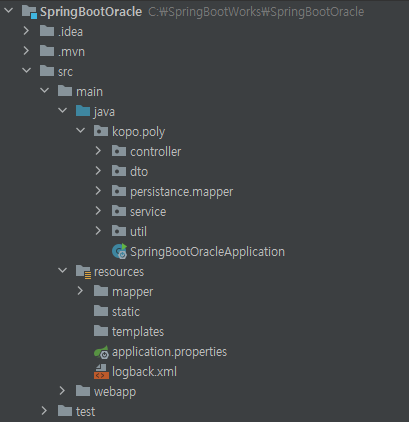 SpringBootOracle C:₩SpringBootWorks₩SpringBootOracle
.idea
.mvn
src
main
java
kopo.poly
controller
dto
persistance.mapper
service
util
SpringBootOracleApplication
resources
mapper
static
templates
application.properties
logback.xml
webapp
test